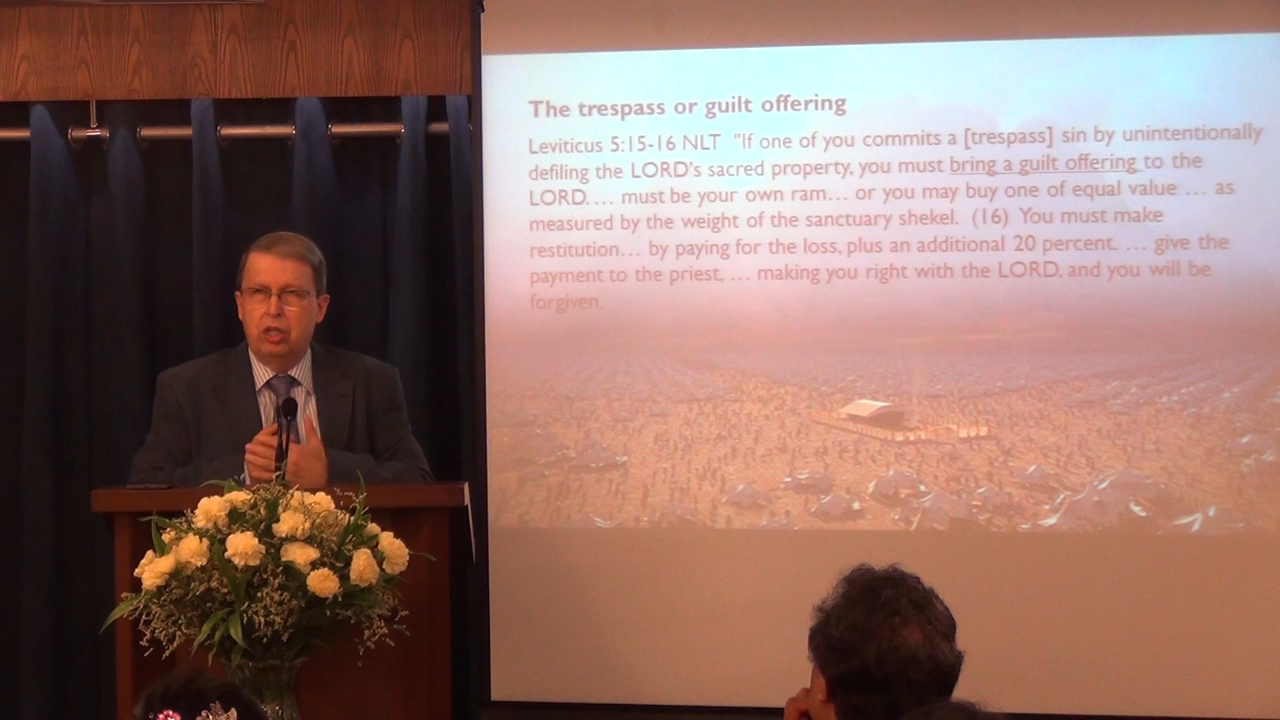 The trespass or guilt offering
Leviticus 5:15-16 NLT "If one of you commits a [trespass] sin by unintentionally
defiling the LORD's sacred property, you must bring a guilt offering to the
LORD. ... must be your own ram... or you may buy one of equal value ... as
measured by the weight of the sanctuary shekel. (16) You must make
restitution... by paying for the loss, plus an additional 20 percent. ... give the
payment to the priest, ... making you right with the LORD, and you will be
forgiven.